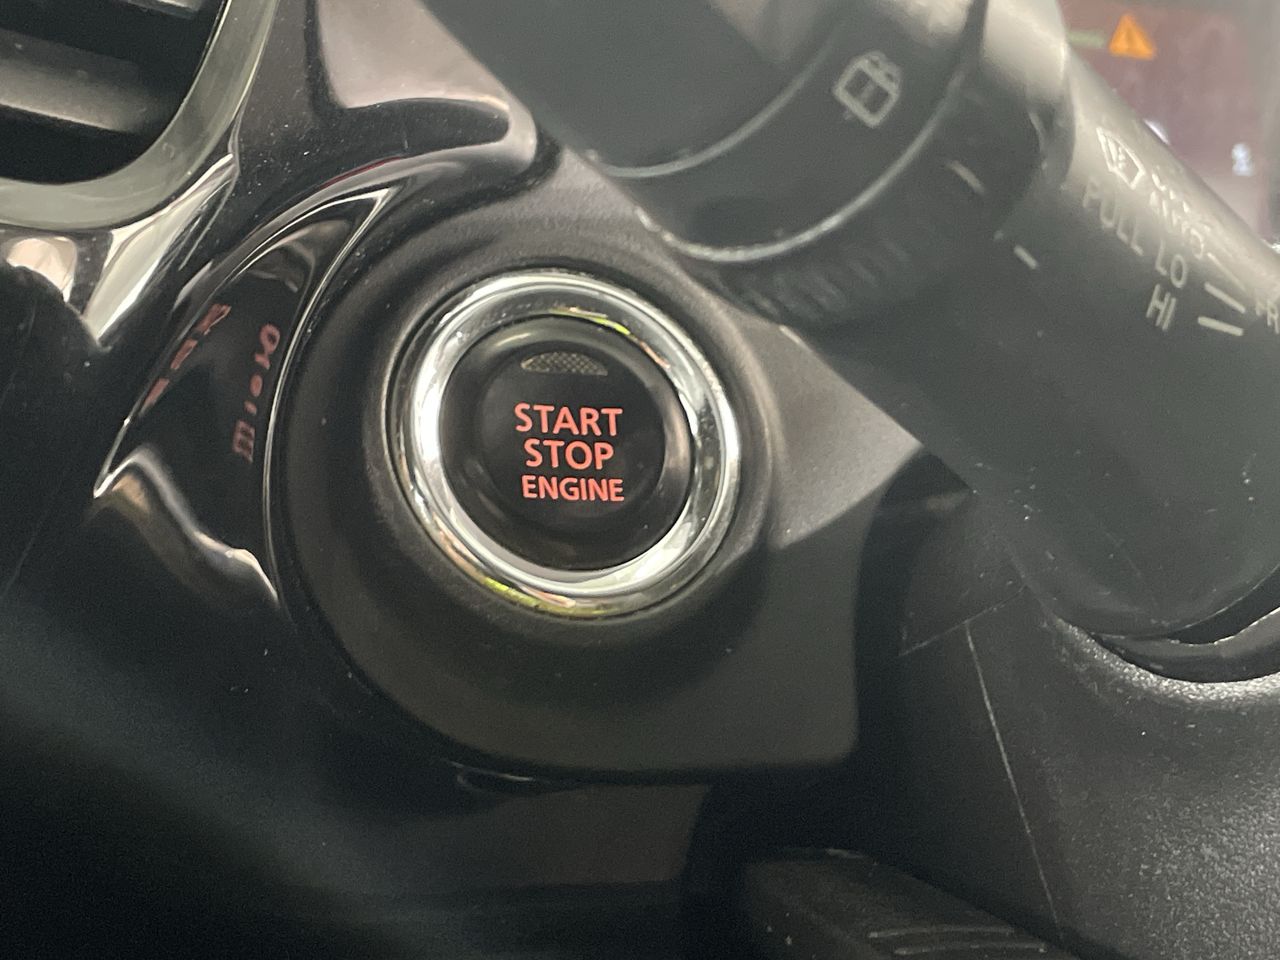 START
STOP
ENGINE
PULL
LO
HI